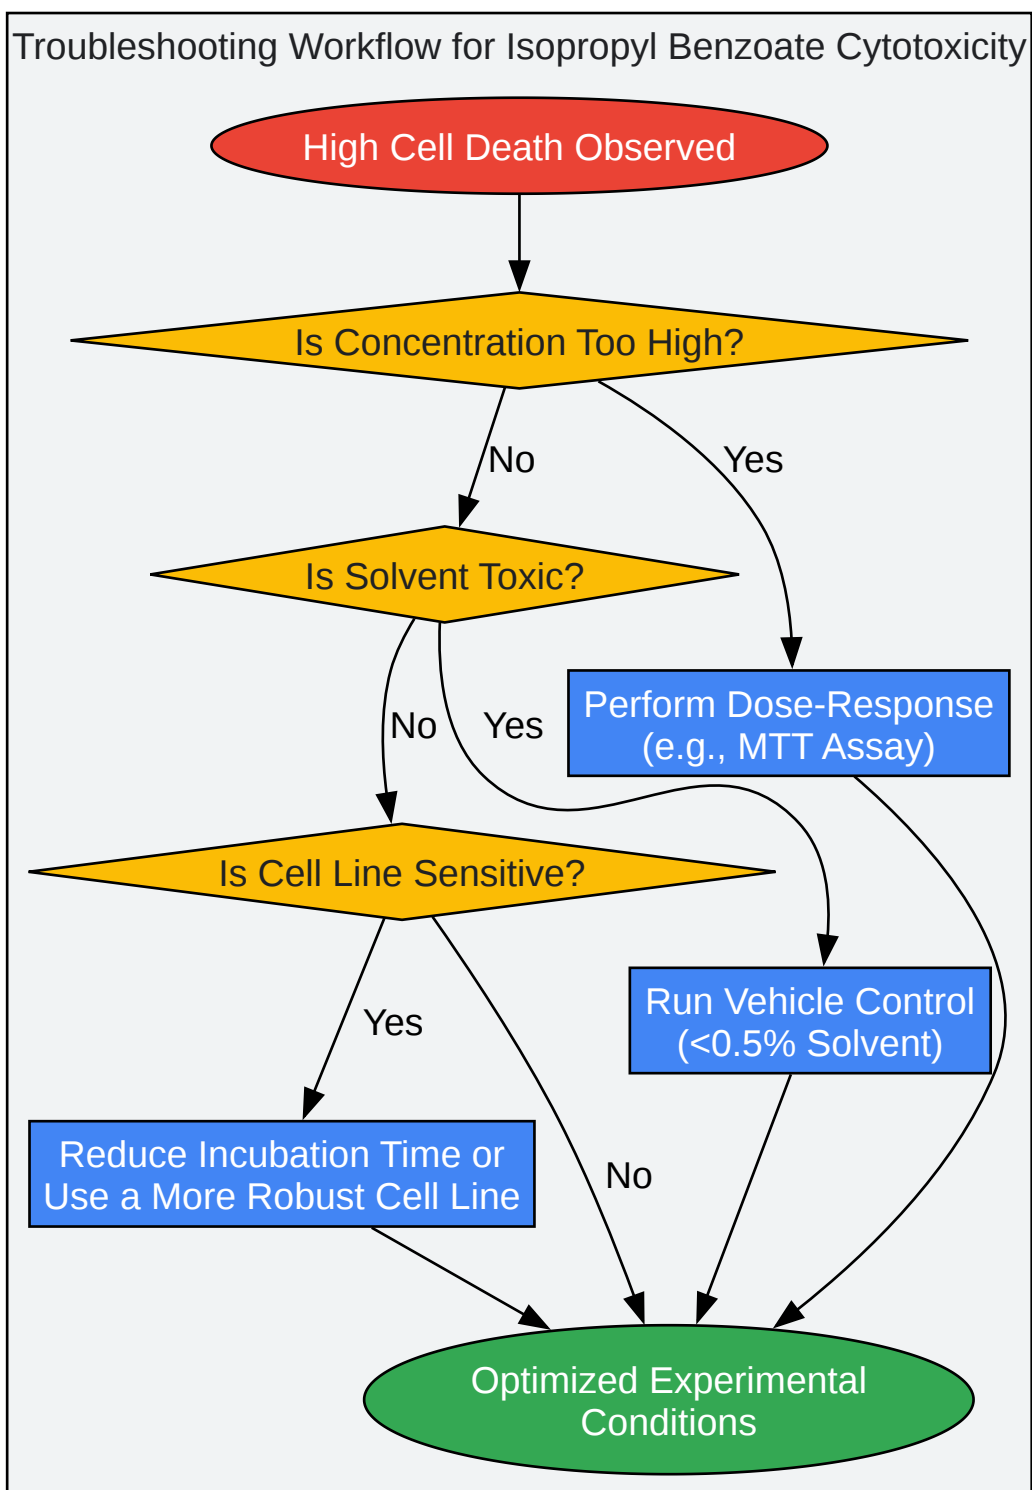 Troubleshooting Workflow for Isopropyl Benzoate Cytotoxicity
High Cell Death Observed
Is Concentration Too High?
No
Yes
Is Solvent Toxic?
Perform Dose-Response
(e.g., MTT Assay)
No
Yes
Is Cell Line Sensitive?
Run Vehicle Control
(<0.5% Solvent)
Yes
Reduce Incubation Time or
Use a More Robust Cell Line
No
Optimized Experimental
Conditions